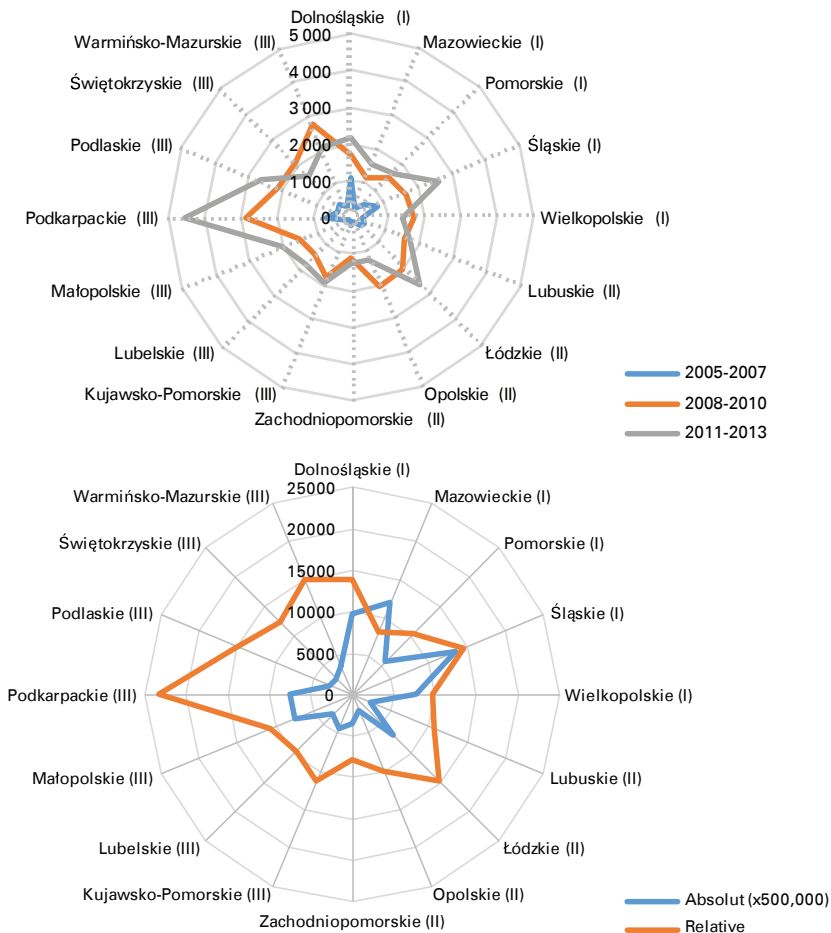 Dolnośląskie (I)
5 000
Warmińsko-Mazurskie (III)
Mazowieckie (I)
4 000
Świętokrzyskie (III)
Pomorskie (I)
3 000
Podlaskie (III)
2 000
Śląskie (I)
1 000
Podkarpackie (III)
0
Wielkopolskie (I)
Małopolskie (III)
Lubuskie (II)
Lubelskie (III)
Łódzkie (II)
Kujawsko-Pomorskie (III)
Opolskie (II)
Zachodniopomorskie (II)
2005-2007
2008-2010
2011-2013
Dolnośląskie (I)
25000
Warmińsko-Mazurskie (III)
Mazowieckie (I)
20000
Świętokrzyskie (III)
Pomorskie (I)
15000
Podlaskie (III)
10000
Śląskie (I)
5000
Podkarpackie (III)
0
Wielkopolskie (I)
Małopolskie (III)
Lubuskie (II)
Lubelskie (III)
Łódzkie (II)
Kujawsko-Pomorskie (III)
Opolskie (II)
Zachodniopomorskie (II)
Absolut (x500,000)
Relative